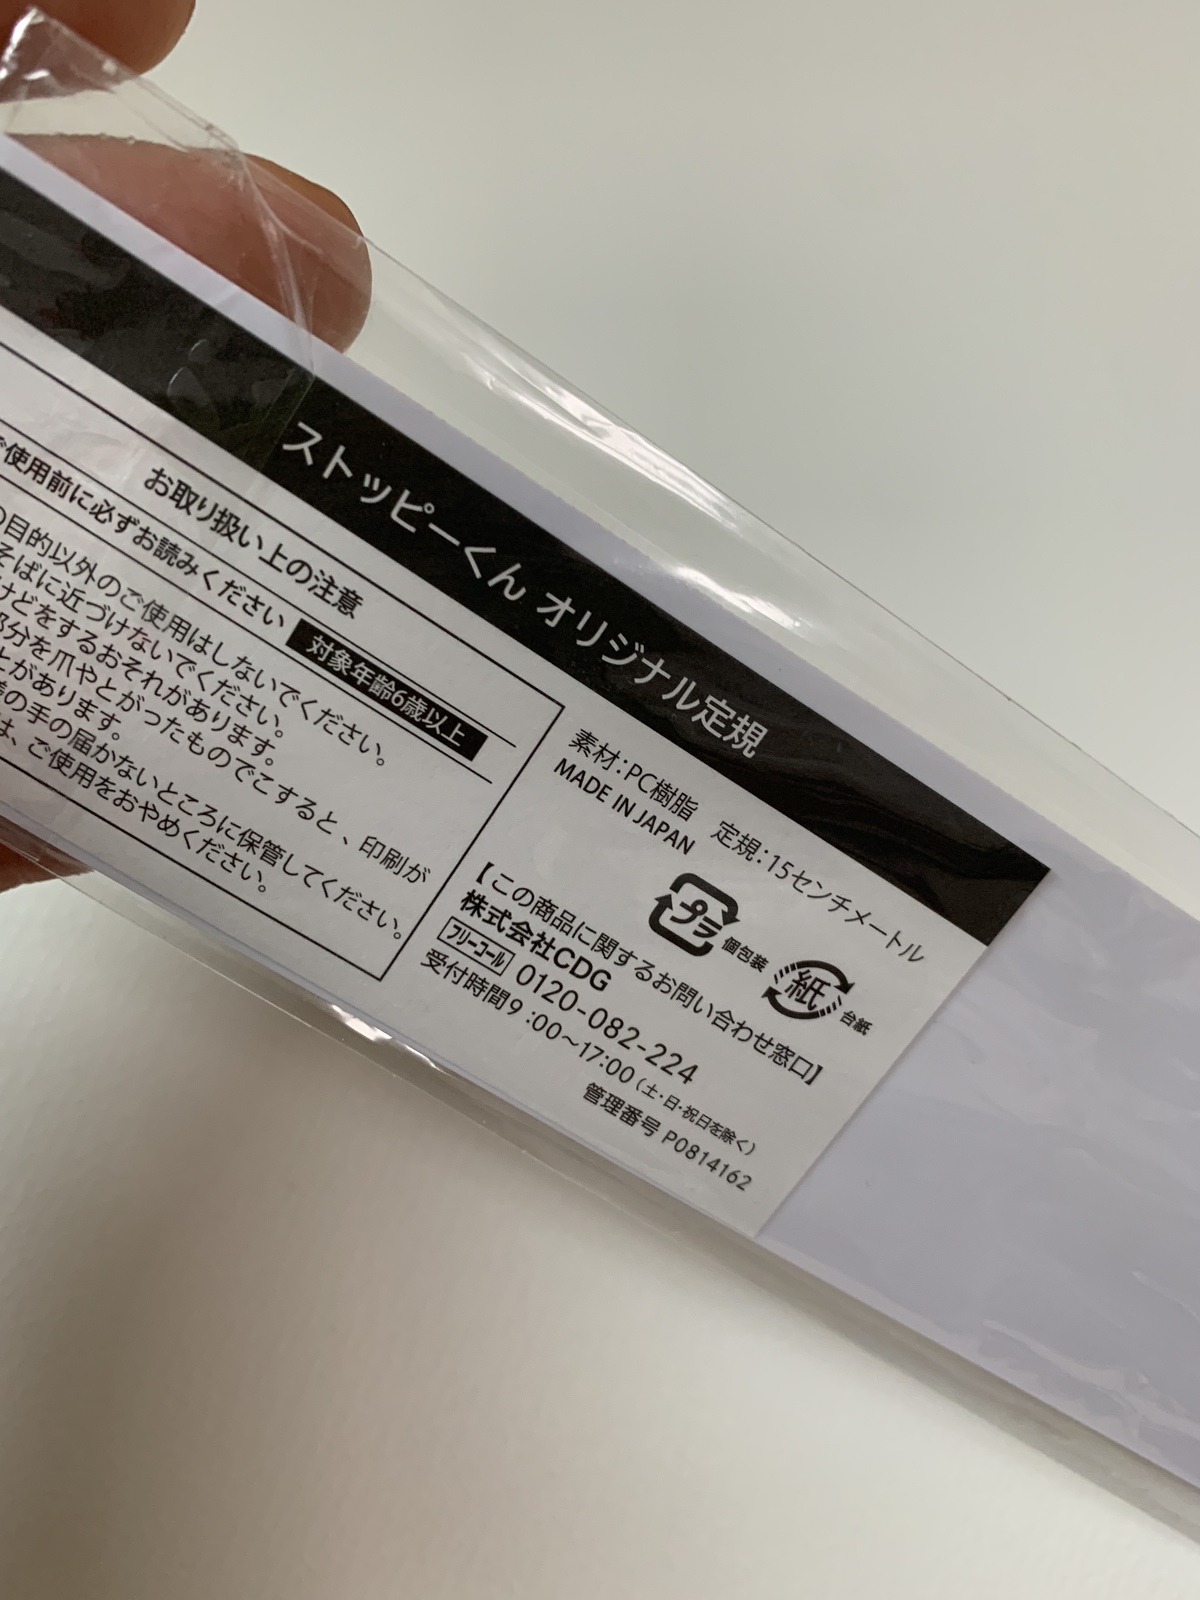 ストッピーくん オリジナル定規
お取り扱い上の注意
使用前に必ずお読みください 対象年齢6歳以上
目的以外のご使用はしないでください。
そばに近づけないでください。
けどをするおそれがあります。
部分を爪やとがったものでこすると、印刷が
とがあります。
の手の届かないところに保管してください。
は、ご使用をおやめください。
素材:PC樹脂 定規:15センチメートル
MADE IN JAPAN
プラ 個包装 紙 台紙
【この商品に関するお問い合わせ窓口】
株式会社CDG
フリーコール 0120-082-224
受付時間9:00〜17:00(土・日・祝日を除く)
管理番号 P0814162